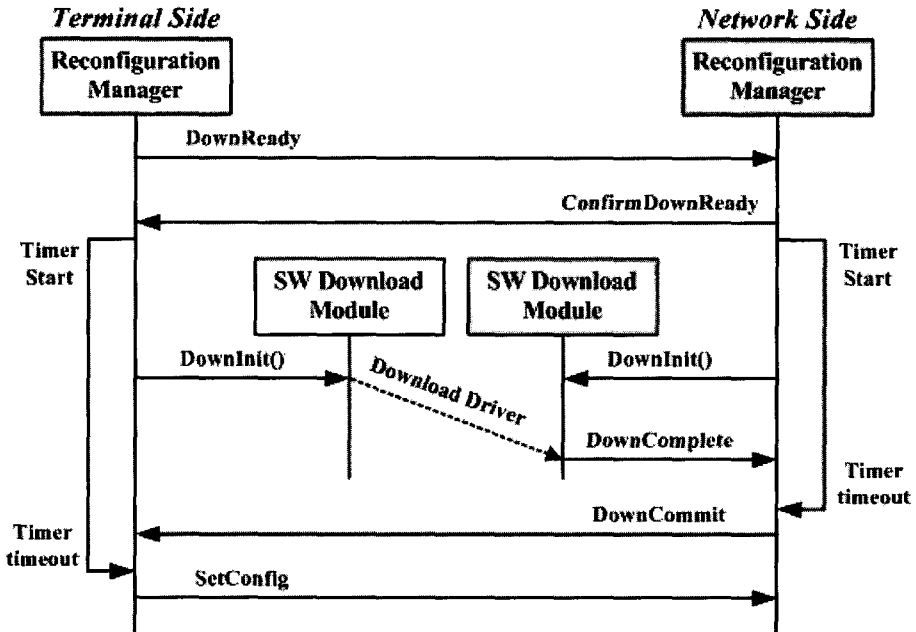 Terminal Side
Network Side
Reconfiguration
Manager
Reconfiguration
Manager
DownReady
ConfirmDownReady
Timer
Start
Timer
Start
SW Download
Module
SW Download
Module
DownInit()
DownInit()
Download Driver
DownComplete
Timer
timeout
DownCommit
Timer
timeout
SetConfig